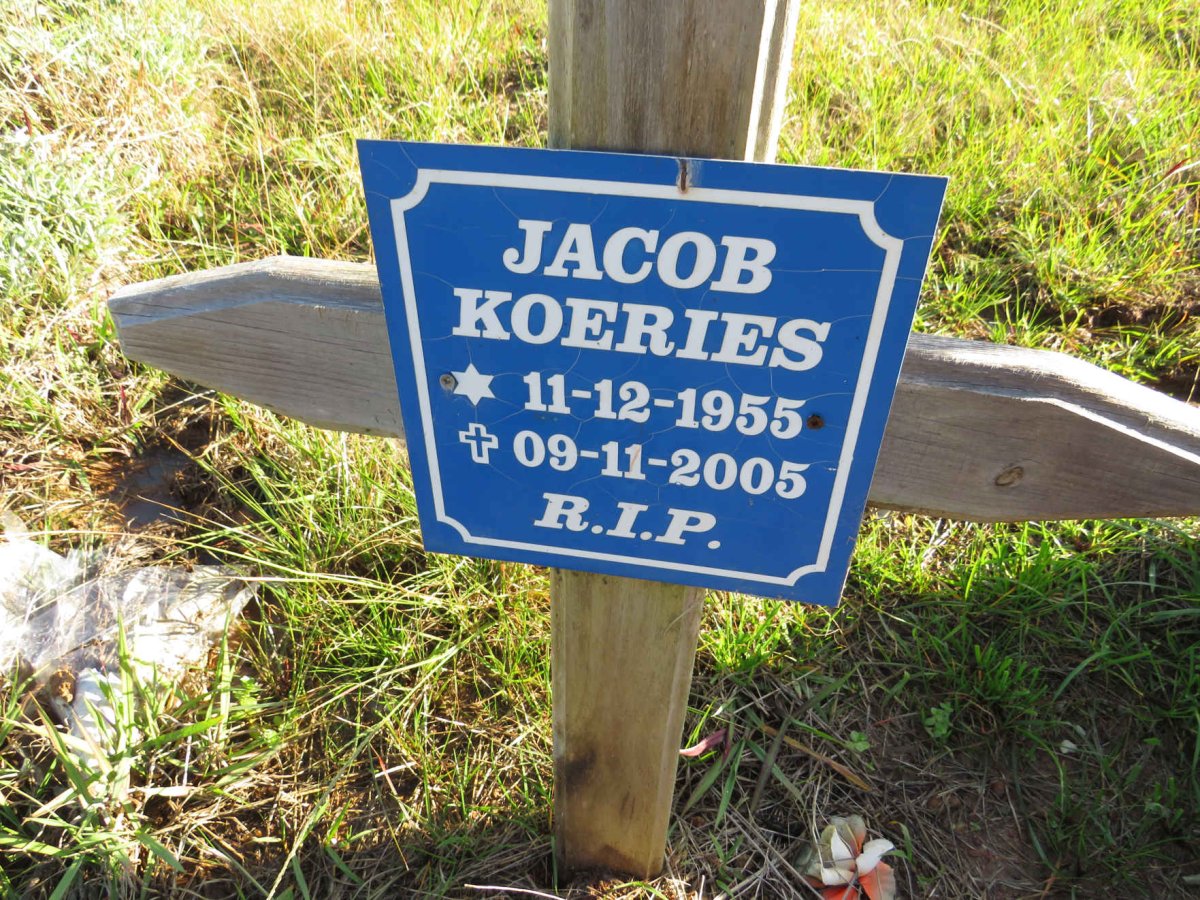 JACOB
KOERIES
11-12-1955
09-11-2005
R.I.P.